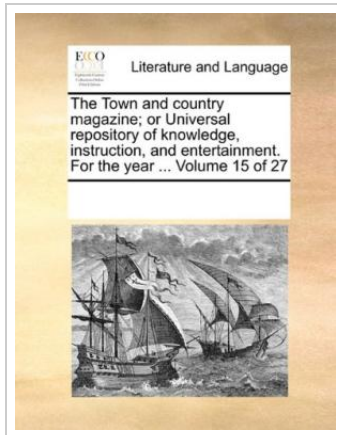 ECCO
Literature and Language
The Town and country
magazine; or Universal
repository of knowledge,
instruction, and entertainment.
For the year ... Volume 15 of 27